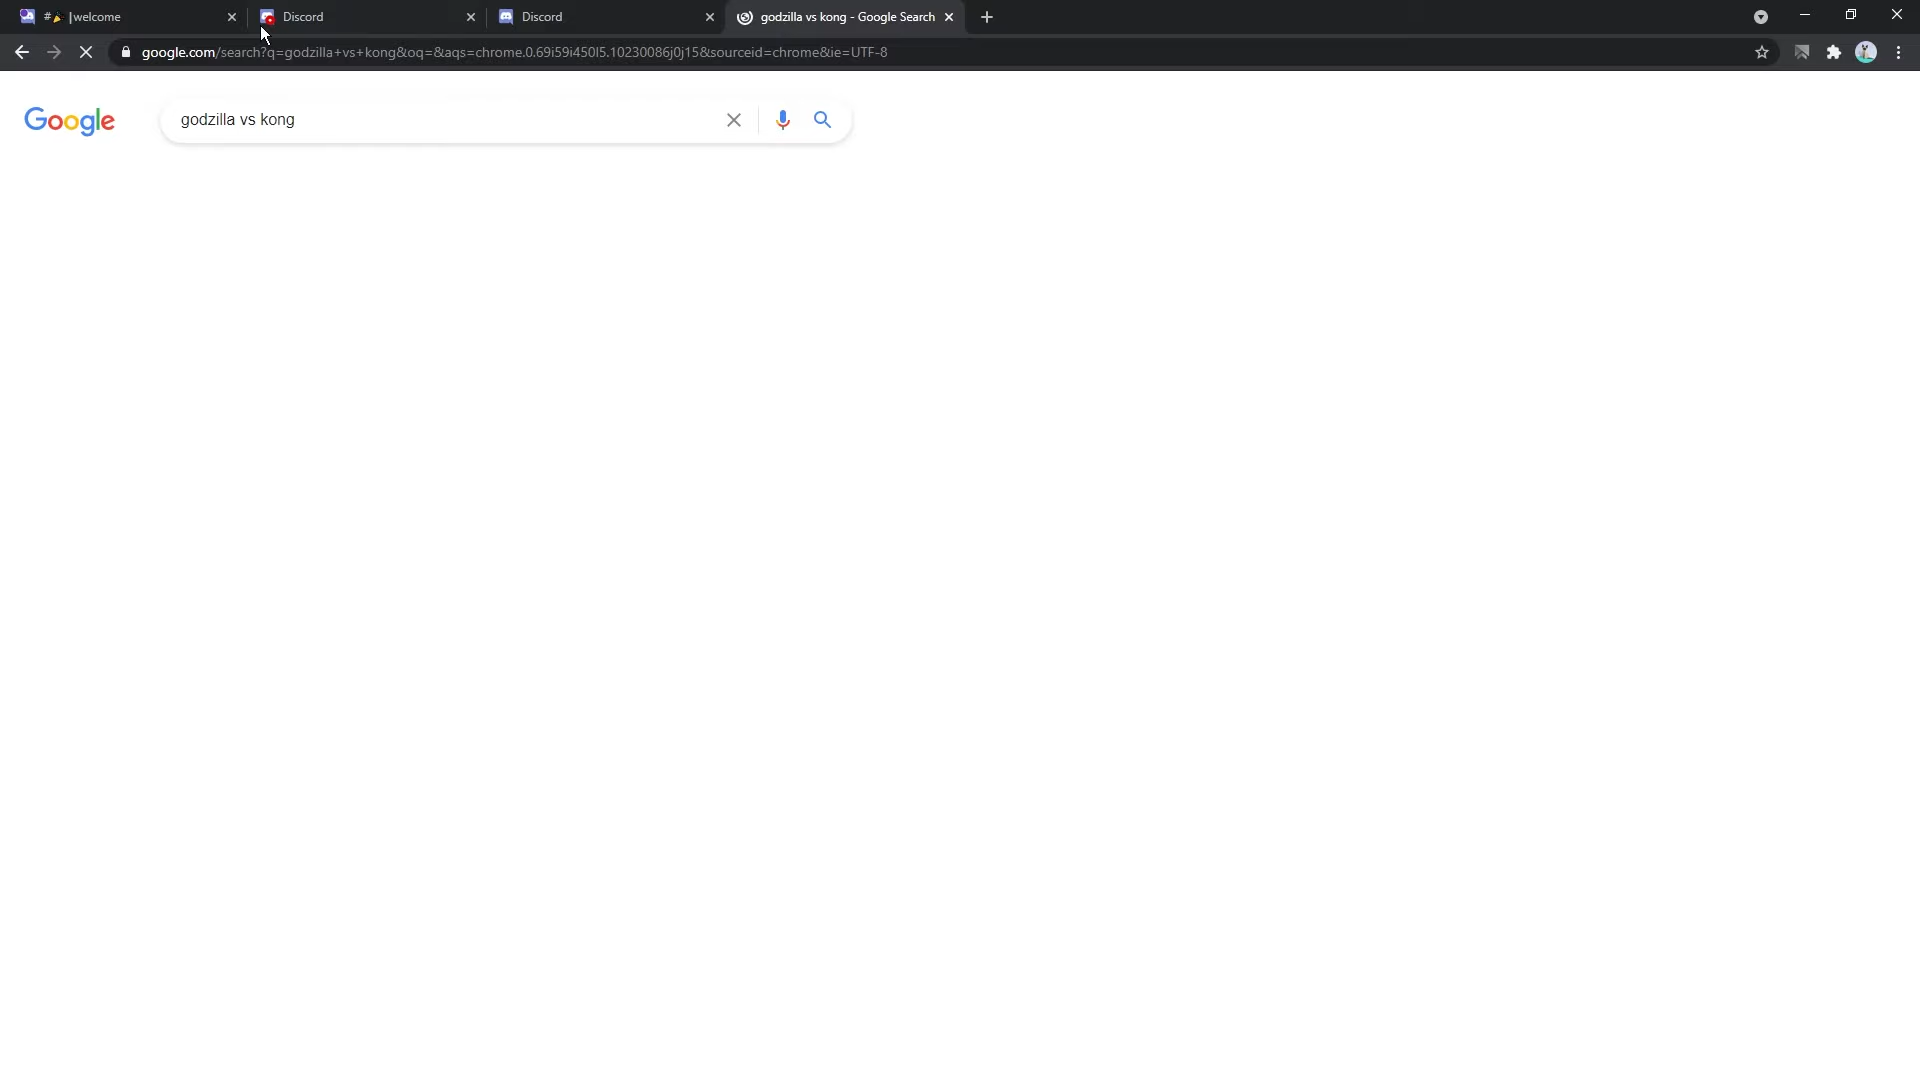 #🎉 |welcome
Discord
Discord
godzilla vs kong - Google Search
google.com/search?q=godzilla+vs+kong&oq=&aqs=chrome.0.69i59i450l5.10230086j0j15&sourceid=chrome&ie=UTF-8
Google
godzilla vs kong